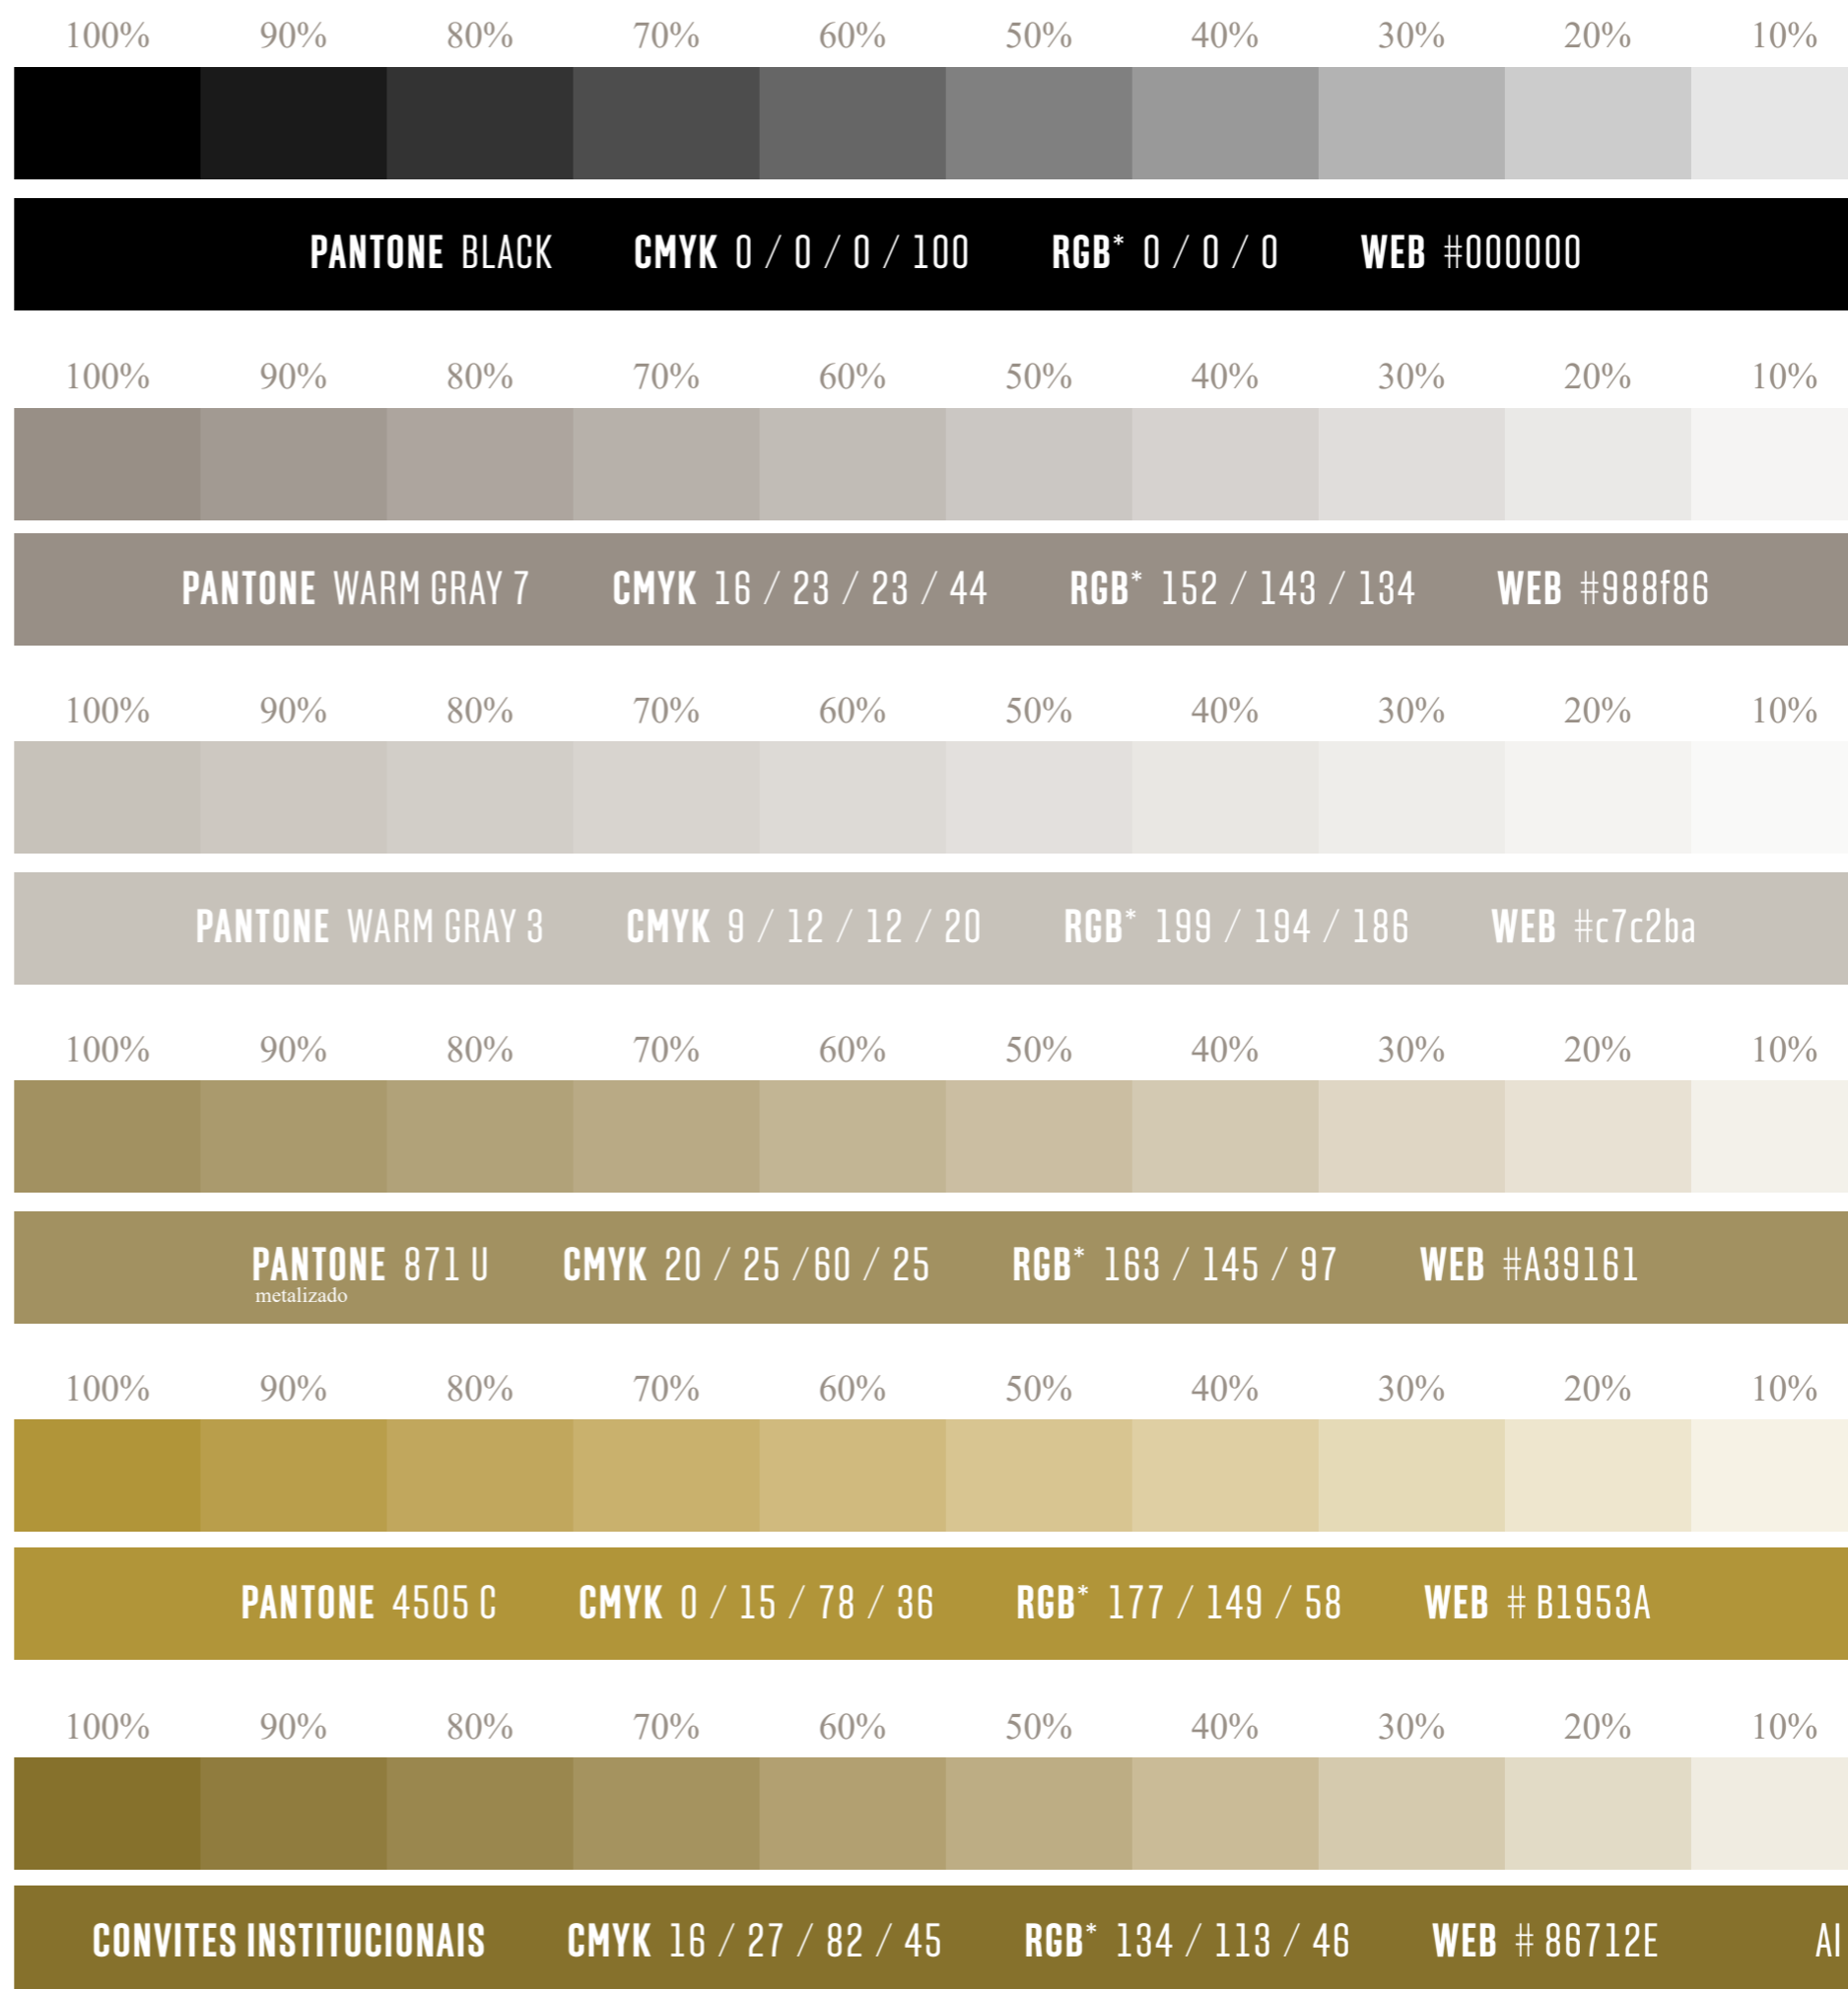 100% 90% 80% 70% 60% 50% 40% 30% 20% 10%
PANTONE BLACK CMYK 0 / 0 / 0 / 100 RGB* 0 / 0 / 0 WEB #000000
100% 90% 80% 70% 60% 50% 40% 30% 20% 10%
PANTONE WARM GRAY 7 CMYK 16 / 23 / 23 / 44 RGB* 152 / 143 / 134 WEB #988f86
100% 90% 80% 70% 60% 50% 40% 30% 20% 10%
PANTONE WARM GRAY 3 CMYK 9 / 12 / 12 / 20 RGB* 199 / 194 / 186 WEB #c7c2ba
100% 90% 80% 70% 60% 50% 40% 30% 20% 10%
PANTONE 871 U CMYK 20 / 25 /60 / 25 RGB* 163 / 145 / 97 WEB #A39161
metalizado
100% 90% 80% 70% 60% 50% 40% 30% 20% 10%
PANTONE 4505 C CMYK 0 / 15 / 78 / 36 RGB* 177 / 149 / 58 WEB # B1953A
100% 90% 80% 70% 60% 50% 40% 30% 20% 10%
CONVITES INSTITUCIONAIS CMYK 16 / 27 / 82 / 45 RGB* 134 / 113 / 46 WEB # 86712E